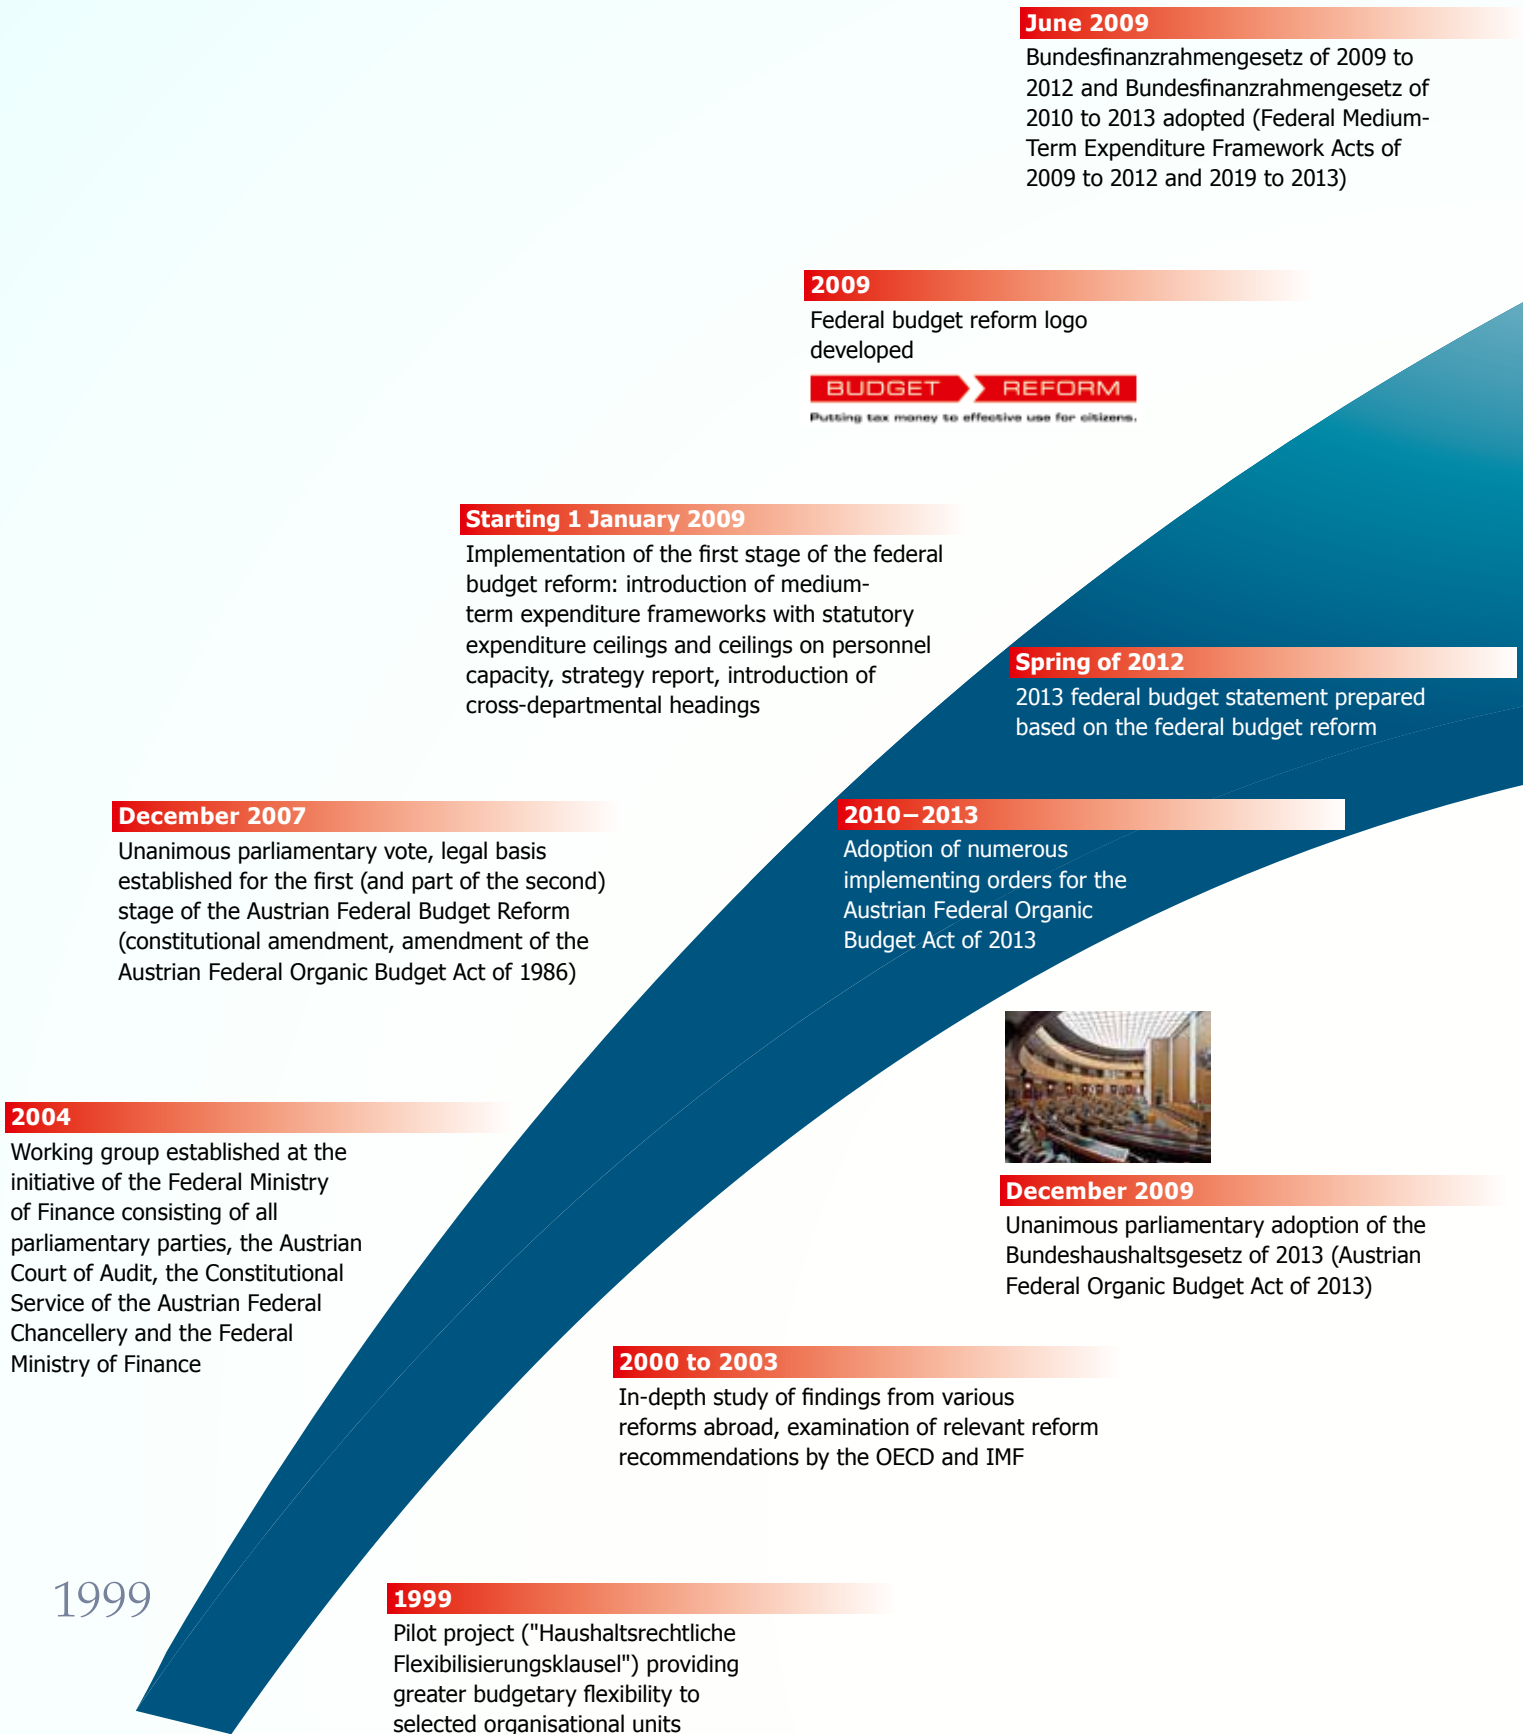 June 2009
Bundesfinanzrahmengesetz of 2009 to
2012 and Bundesfinanzrahmengesetz of
2010 to 2013 adopted (Federal Medium-
Term Expenditure Framework Acts of
2009 to 2012 and 2019 to 2013)
2009
Federal budget reform logo
developed
BUDGET REFORM
Putting tax money to effective use for citizens.
Starting 1 January 2009
Implementation of the first stage of the federal
budget reform: introduction of medium-
term expenditure frameworks with statutory
expenditure ceilings and ceilings on personnel
capacity, strategy report, introduction of
cross-departmental headings
Spring of 2012
2013 federal budget statement prepared
based on the federal budget reform
December 2007
Unanimous parliamentary vote, legal basis
established for the first (and part of the second)
stage of the Austrian Federal Budget Reform
(constitutional amendment, amendment of the
Austrian Federal Organic Budget Act of 1986)
2010–2013
Adoption of numerous
implementing orders for the
Austrian Federal Organic
Budget Act of 2013
2004
Working group established at the
initiative of the Federal Ministry
of Finance consisting of all
parliamentary parties, the Austrian
Court of Audit, the Constitutional
Service of the Austrian Federal
Chancellery and the Federal
Ministry of Finance
December 2009
Unanimous parliamentary adoption of the
Bundeshaushaltsgesetz of 2013 (Austrian
Federal Organic Budget Act of 2013)
2000 to 2003
In-depth study of findings from various
reforms abroad, examination of relevant reform
recommendations by the OECD and IMF
1999
1999
Pilot project ("Haushaltsrechtliche
Flexibilisierungsklausel") providing
greater budgetary flexibility to
selected organisational units